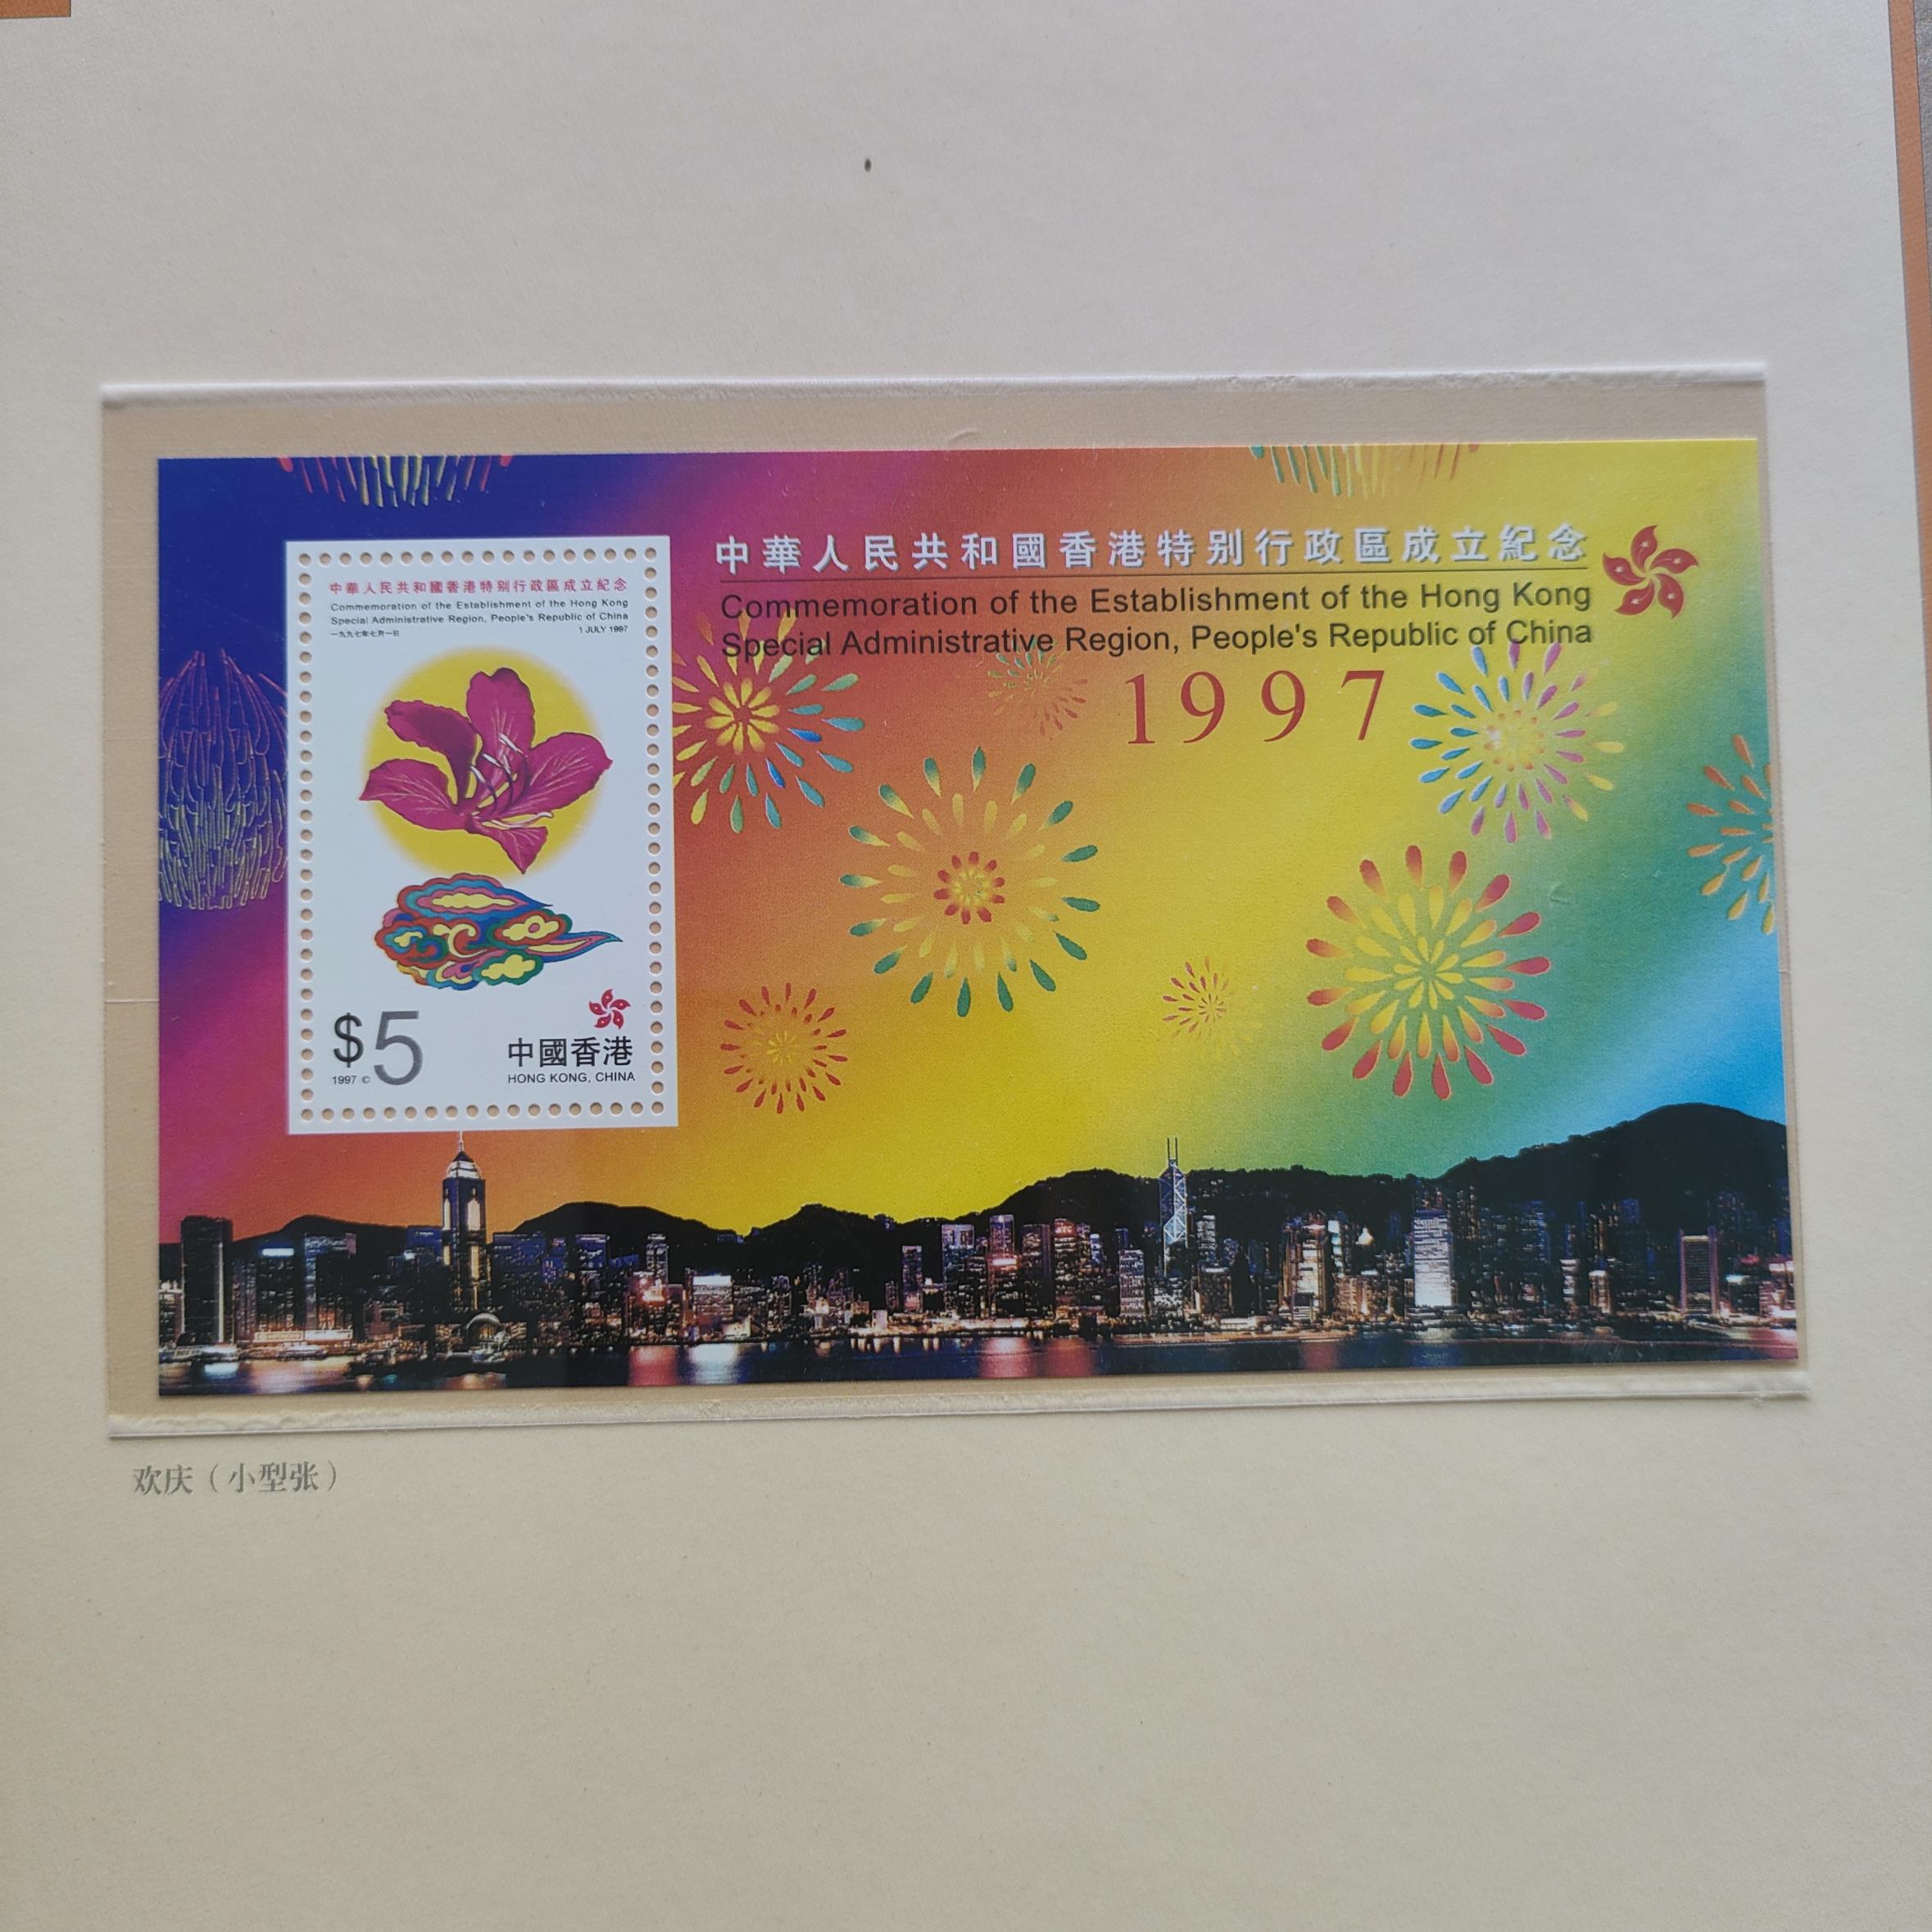 中華人民共和國香港特別行政區成立紀念
Commemoration of the Establishment of the Hong Kong
Special Administrative Region, People's Republic of China
一九九七年七月一日 1 JULY 1997
$5
1997 ©
中國香港
HONG KONG, CHINA
中華人民共和國香港特別行政區成立紀念
Commemoration of the Establishment of the Hong Kong
Special Administrative Region, People's Republic of China
1997
欢庆（小型张）